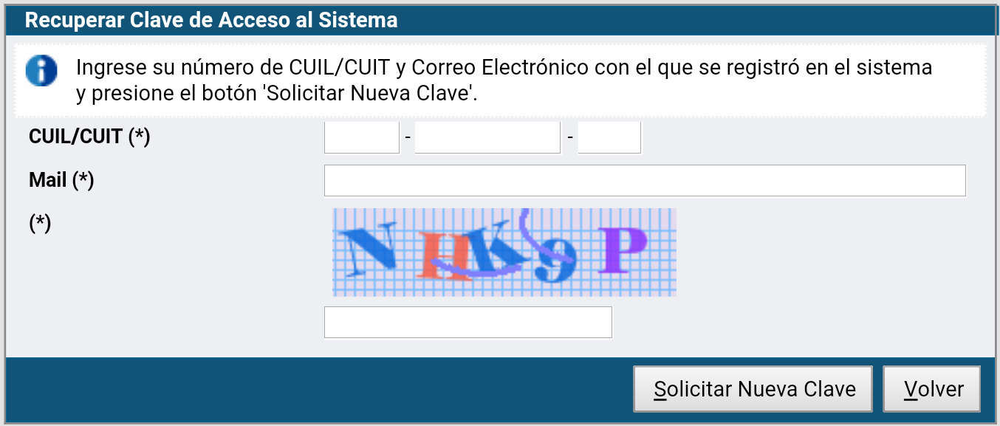 Recuperar Clave de Acceso al Sistema
Ingrese su número de CUIL/CUIT y Correo Electrónico con el que se registró en el sistema
y presione el botón 'Solicitar Nueva Clave'.
CUIL/CUIT (*) - -
Mail (*)
(*) NHK9P
Solicitar Nueva Clave Volver